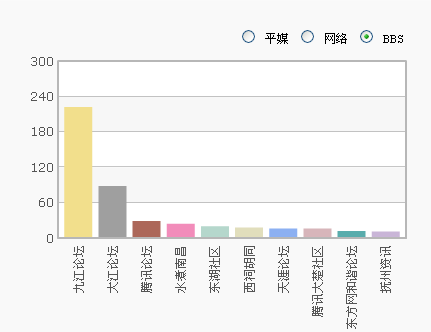 平媒 网络 BBS
300
240
180
120
60
0
九江论坛
大江论坛
腾讯论坛
水煮南昌
东湖社区
西祠胡同
天涯论坛
腾讯大楚社区
东方网和谐论坛
抚州资讯